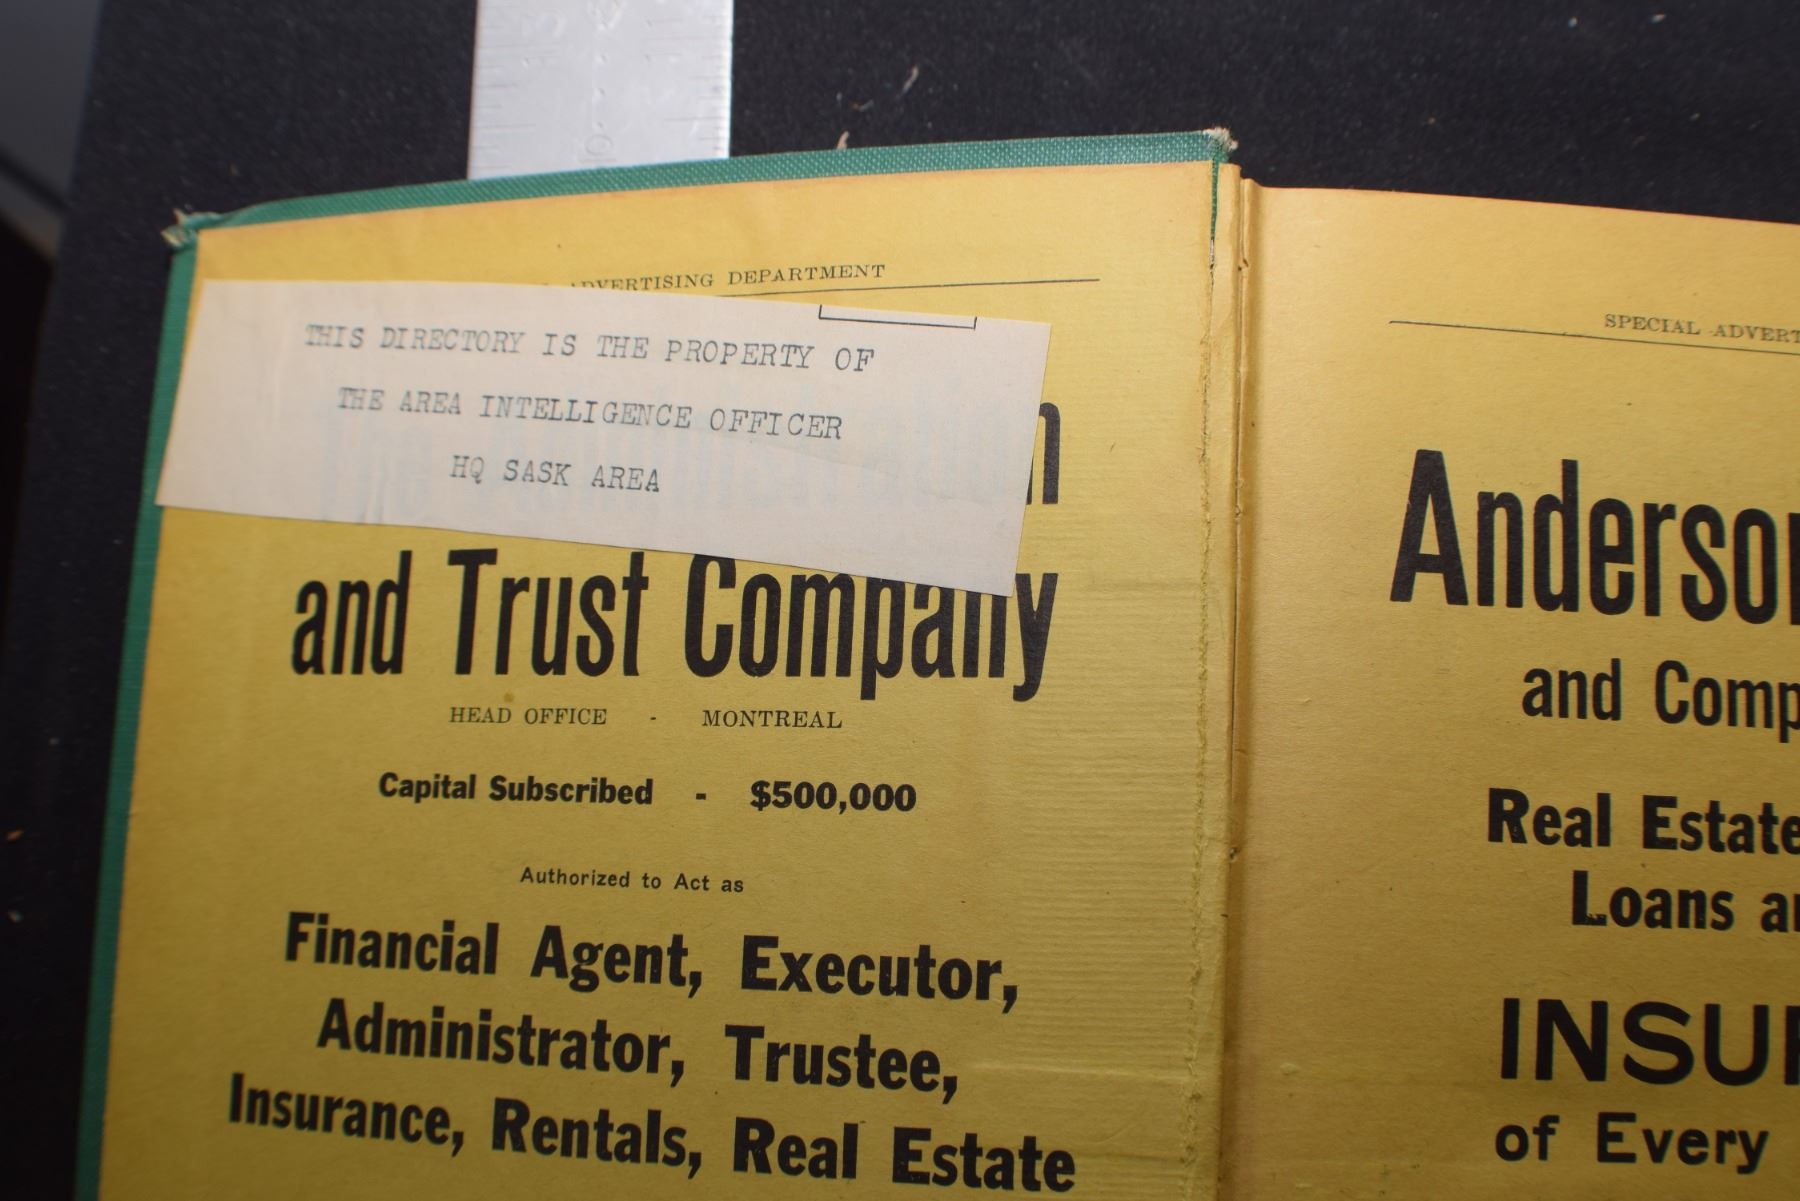 ADVERTISING DEPARTMENT
THIS DIRECTORY IS THE PROPERTY OF
THE AREA INTELLIGENCE OFFICER
HQ SASK AREA
and Trust Company
HEAD OFFICE - MONTREAL
Capital Subscribed - $500,000
Authorized to Act as
Financial Agent, Executor,
Administrator, Trustee,
Insurance, Rentals, Real Estate
SPECIAL ADVERT
Anderso
and Comp
Real Estate
Loans a
INSU
of Every